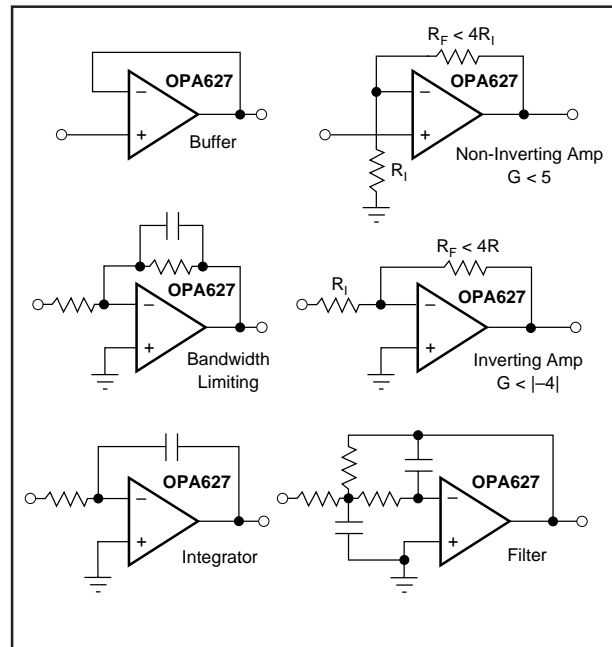 OPA627
−
+
Buffer
R_F < 4R_I
OPA627
−
+
R_I
Non-Inverting Amp
G < 5
OPA627
−
+
Bandwidth
Limiting
R_F < 4R
R_I
OPA627
−
+
Inverting Amp
G < |–4|
OPA627
−
+
Integrator
OPA627
−
+
Filter